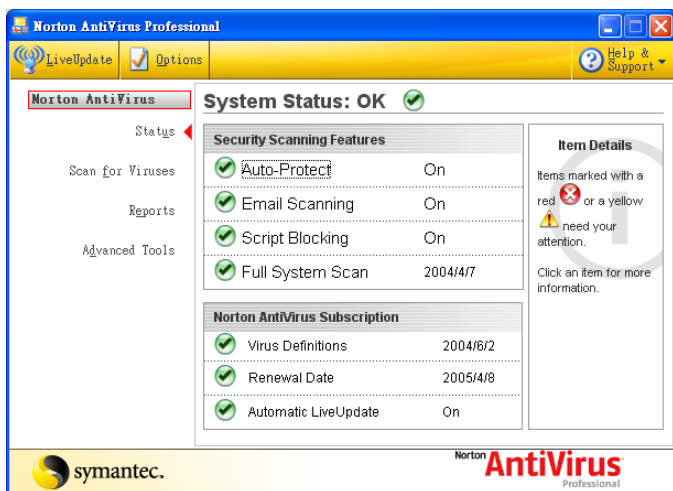 Norton AntiVirus Professional
LiveUpdate Options Help & Support
Norton AntiVirus
Status
Scan for Viruses
Reports
Advanced Tools
System Status: OK
Security Scanning Features
Auto-Protect On
Email Scanning On
Script Blocking On
Full System Scan 2004/4/7
Norton AntiVirus Subscription
Virus Definitions 2004/6/2
Renewal Date 2005/4/8
Automatic LiveUpdate On
Item Details
Items marked with a
red or a yellow
need your
attention.
Click an item for more
information.
symantec.
Norton AntiVirus
Professional